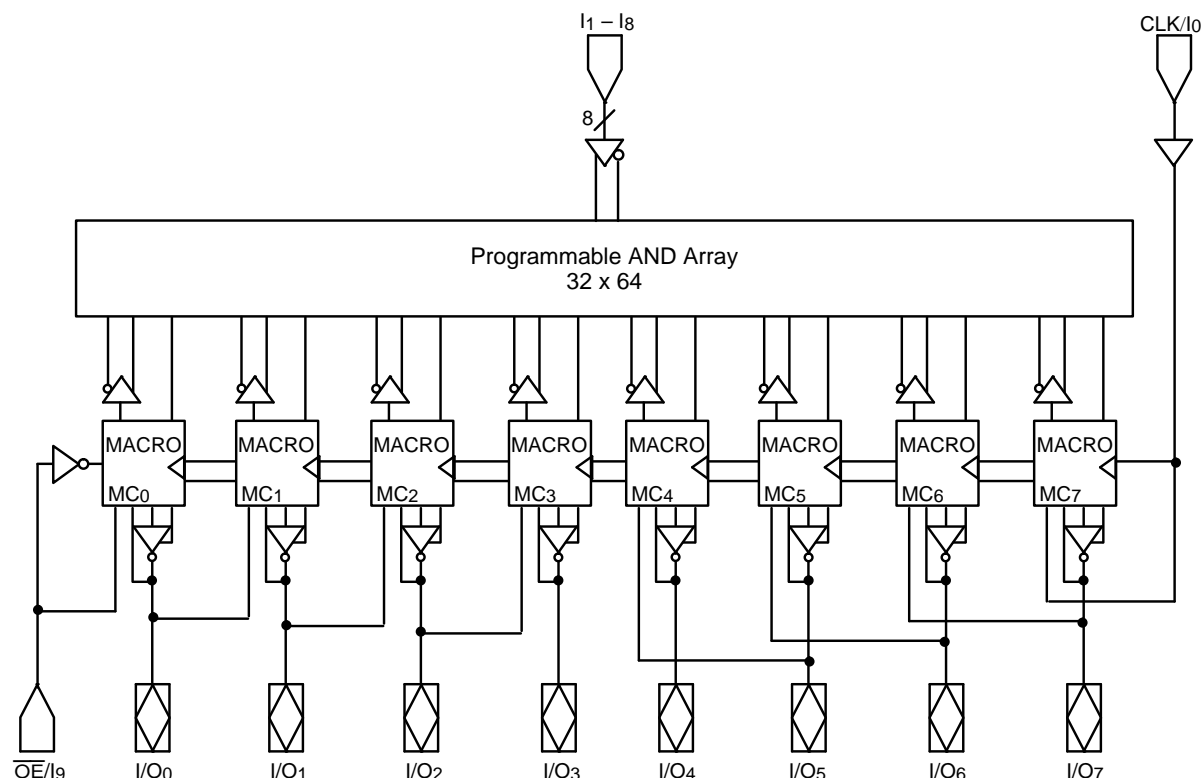 I1 – I8
CLK/I0
8
Programmable AND Array
32 x 64
MACRO MACRO MACRO MACRO MACRO MACRO MACRO MACRO
MC0 MC1 MC2 MC3 MC4 MC5 MC6 MC7
OE/I9 I/O0 I/O1 I/O2 I/O3 I/O4 I/O5 I/O6 I/O7